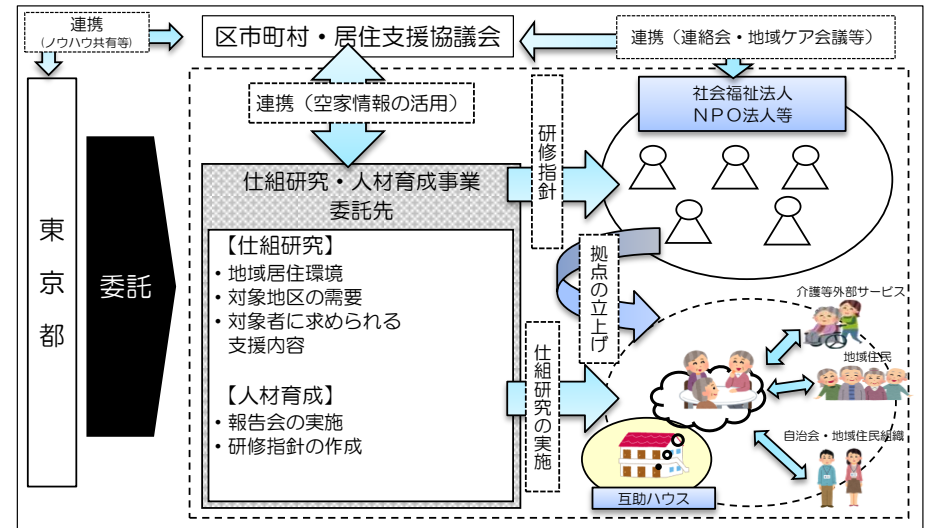 連携
(ノウハウ共有等)
区市町村・居住支援協議会
連携（連絡会・地域ケア会議等）
連携（空家情報の活用）
社会福祉法人
ＮＰＯ法人等
東京都
委託
仕組研究・人材育成事業
委託先
【仕組研究】
・地域居住環境
・対象地区の需要
・対象者に求められる
支援内容
【人材育成】
・報告会の実施
・研修指針の作成
研修指針
拠点の立上げ
仕組研究の実施
介護等外部サービス
地域住民
自治会・地域住民組織
互助ハウス